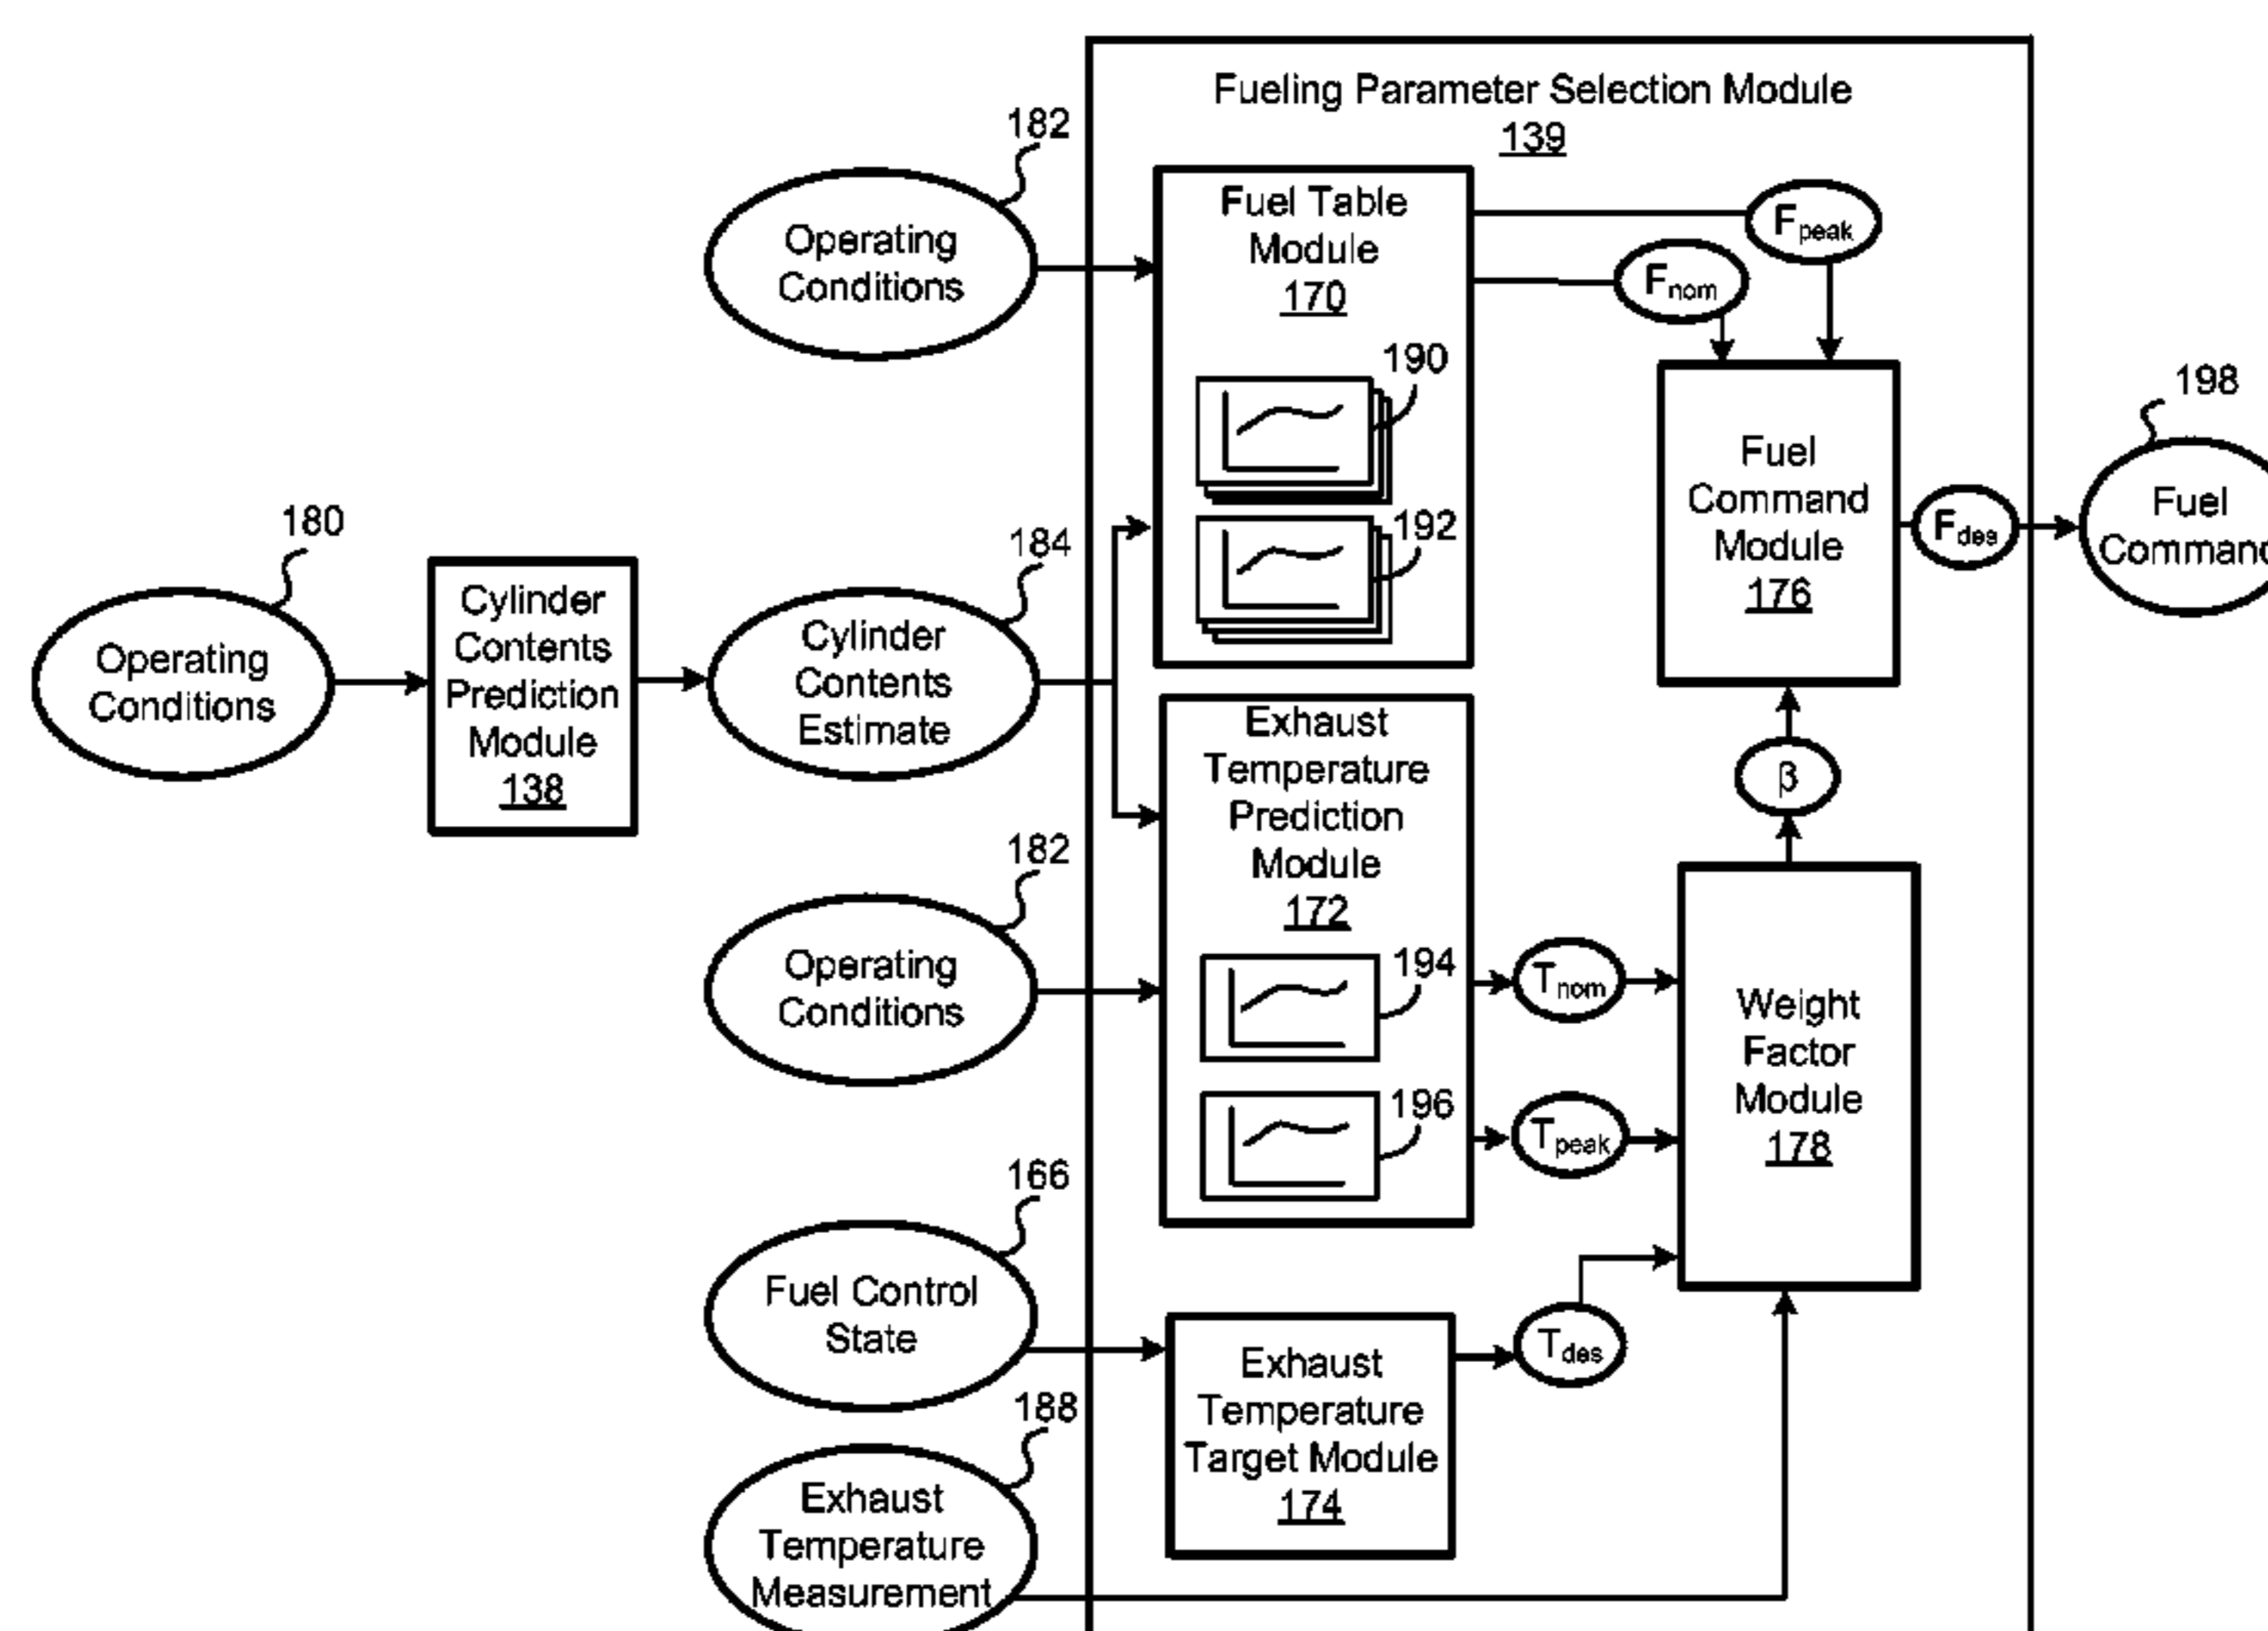 Fueling Parameter Selection Module
139
182
Operating
Conditions
Fuel Table
Module
170
190
192
Fpeak
Fnom
Fuel
Command
Module
176
Fdes
198
Fuel
Command
180
Operating
Conditions
Cylinder
Contents
Prediction
Module
138
184
Cylinder
Contents
Estimate
Exhaust
Temperature
Prediction
Module
172
194
196
182
Operating
Conditions
Tnom
Tpeak
β
Weight
Factor
Module
178
166
Fuel Control
State
Exhaust
Temperature
Target Module
174
Tdes
188
Exhaust
Temperature
Measurement